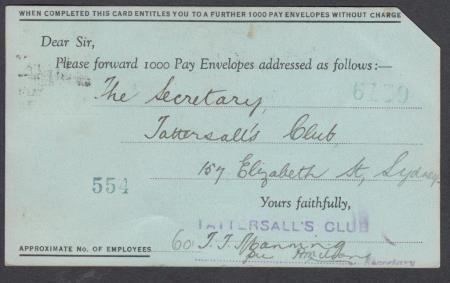 WHEN COMPLETED THIS CARD ENTITLES YOU TO A FURTHER 1000 PAY ENVELOPES WITHOUT CHARGE
Dear Sir,
Please forward 1000 Pay Envelopes addressed as follows:—
The Secretary,
6130
Tattersall's Club,
157 Elizabeth St, Sydney.
554
Yours faithfully,
TATTERSALL'S CLUB
APPROXIMATE NO. OF EMPLOYEES
60 T. T. Manning
Secretary